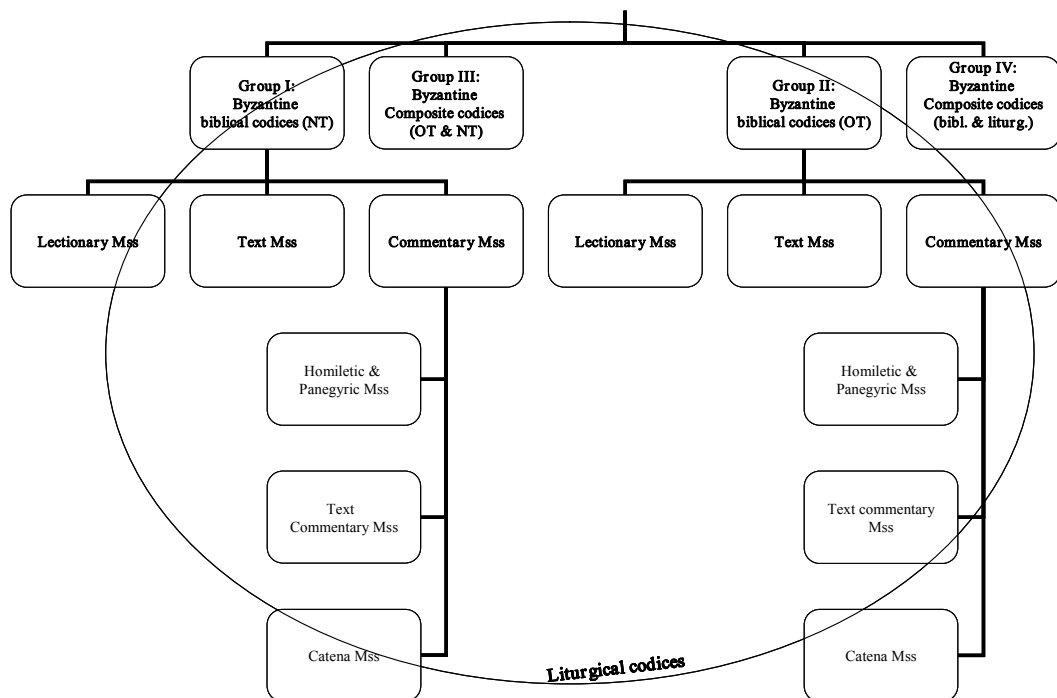 Group I:
Byzantine
biblical codices (NT)
Group III:
Byzantine
Composite codices
(OT & NT)
Group II:
Byzantine
biblical codices (OT)
Group IV:
Byzantine
Composite codices
(bibl. & liturg.)
Lectionary Mss
Text Mss
Commentary Mss
Lectionary Mss
Text Mss
Commentary Mss
Homiletic &
Panegyric Mss
Homiletic &
Panegyric Mss
Text
Commentary Mss
Text commentary
Mss
Catena Mss
Catena Mss
Liturgical codices